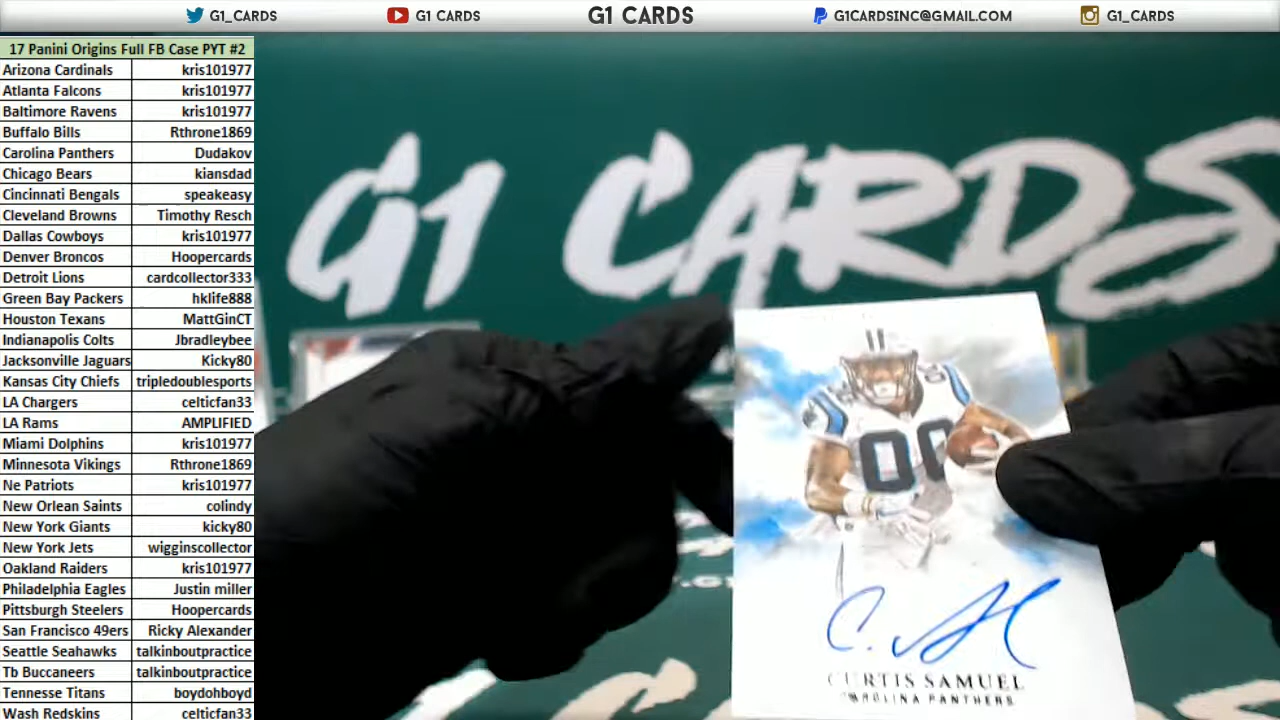 G1_CARDS
G1 CARDS
G1 CARDS
G1CARDSINC@GMAIL.COM
G1_CARDS
17 Panini Origins Full FB Case PYT #2
Arizona Cardinals kris101977
Atlanta Falcons kris101977
Baltimore Ravens kris101977
Buffalo Bills Rthrone1869
Carolina Panthers Dudakov
Chicago Bears kiansdad
Cincinnati Bengals speakeasy
Cleveland Browns Timothy Resch
Dallas Cowboys kris101977
Denver Broncos Hoopercards
Detroit Lions cardcollector333
Green Bay Packers hklife888
Houston Texans MattGinCT
Indianapolis Colts Jbradleybee
Jacksonville Jaguars Kicky80
Kansas City Chiefs tripledoublesports
LA Chargers celticfan33
LA Rams AMPLIFIED
Miami Dolphins kris101977
Minnesota Vikings Rthrone1869
Ne Patriots kris101977
New Orlean Saints colindy
New York Giants kicky80
New York Jets wigginscollector
Oakland Raiders kris101977
Philadelphia Eagles Justin miller
Pittsburgh Steelers Hoopercards
San Francisco 49ers Ricky Alexander
Seattle Seahawks talkinboutpractice
Tb Buccaneers talkinboutpractice
Tennesse Titans boydohboyd
Wash Redskins celticfan33
G1 CARDS
00
CURTIS SAMUEL
CAROLINA PANTHERS